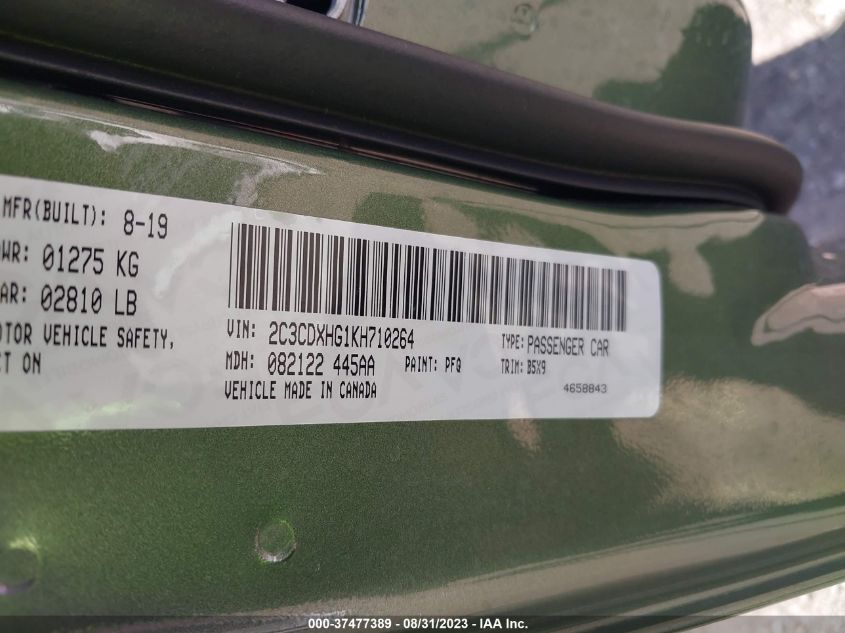 MFR(BUILT): 8-19
WR: 01275 KG
AR: 02810 LB
OTOR VEHICLE SAFETY,
CT ON
VIN: 2C3CDXHG1KH710264
TYPE: PASSENGER CAR
MDH: 082122 445AA
PAINT: PFQ
TRIM: B5X9
VEHICLE MADE IN CANADA
4658843
000-37477389 - 08/31/2023 - IAA Inc.